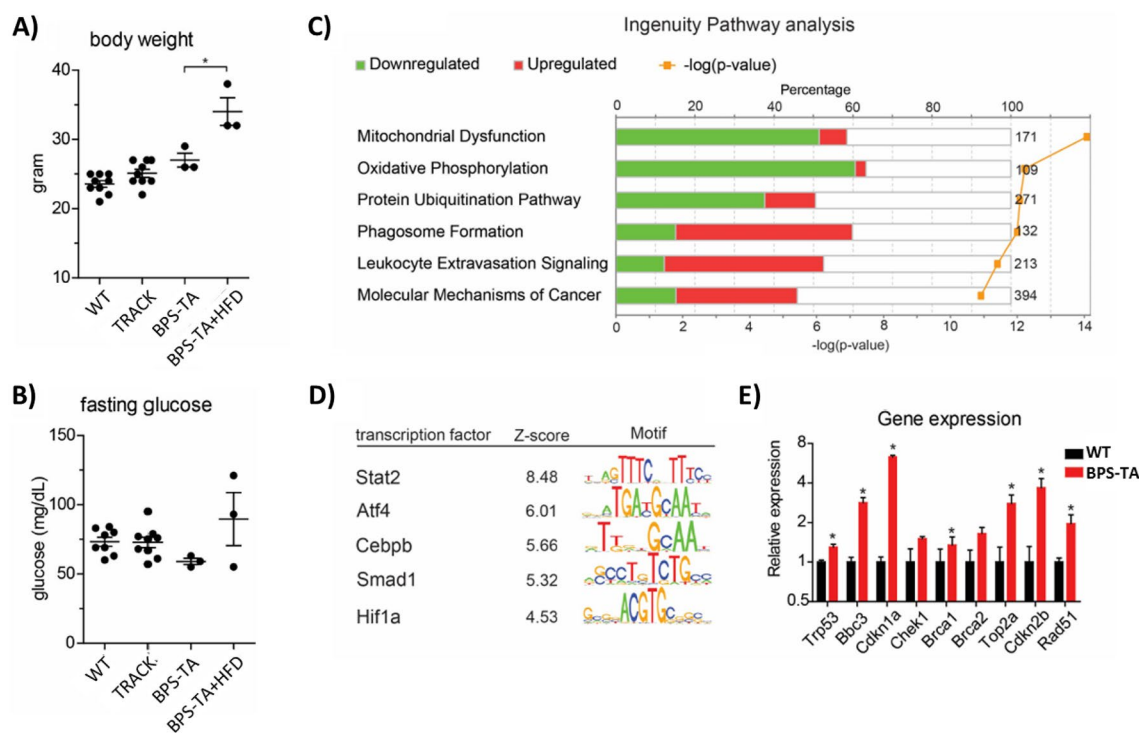 A)
body weight
*
40
30
20
10
gram
WT
TRACK
BPS-TA
BPS-TA+HFD
B)
fasting glucose
150
100
50
0
glucose (mg/dL)
WT
TRACK.
BPS-TA
BPS-TA+HFD
C)
Ingenuity Pathway analysis
Downregulated Upregulated -log(p-value)
Percentage
0 20 40 60 80 100
Mitochondrial Dysfunction 171
Oxidative Phosphorylation 109
Protein Ubiquitination Pathway 271
Phagosome Formation 132
Leukocyte Extravasation Signaling 213
Molecular Mechanisms of Cancer 394
0 2 4 6 8 10 12 14
-log(p-value)
D)
transcription factor Z-score Motif
Stat2 8.48
Atf4 6.01
Cebpb 5.66
Smad1 5.32
Hif1a 4.53
E)
Gene expression
WT
BPS-TA
8
4
2
1
0.5
Relative expression
* * * * * * *
Trp53
Bbc3
Cdkn1a
Chek1
Brca1
Brca2
Top2a
Cdkn2b
Rad51